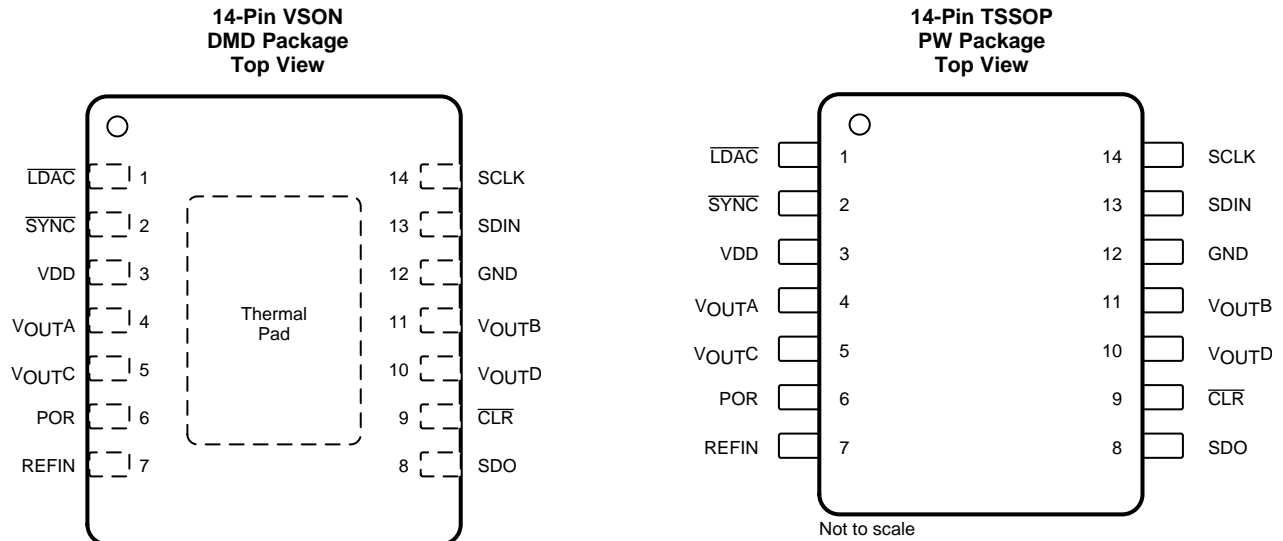 14-Pin VSON
DMD Package
Top View
LDAC 1 14 SCLK
SYNC 2 13 SDIN
VDD 3 12 GND
VOUTA 4 11 VOUTB
VOUTC 5 10 VOUTD
POR 6 9 CLR
REFIN 7 8 SDO
Thermal
Pad
14-Pin TSSOP
PW Package
Top View
LDAC 1 14 SCLK
SYNC 2 13 SDIN
VDD 3 12 GND
VOUTA 4 11 VOUTB
VOUTC 5 10 VOUTD
POR 6 9 CLR
REFIN 7 8 SDO
Not to scale